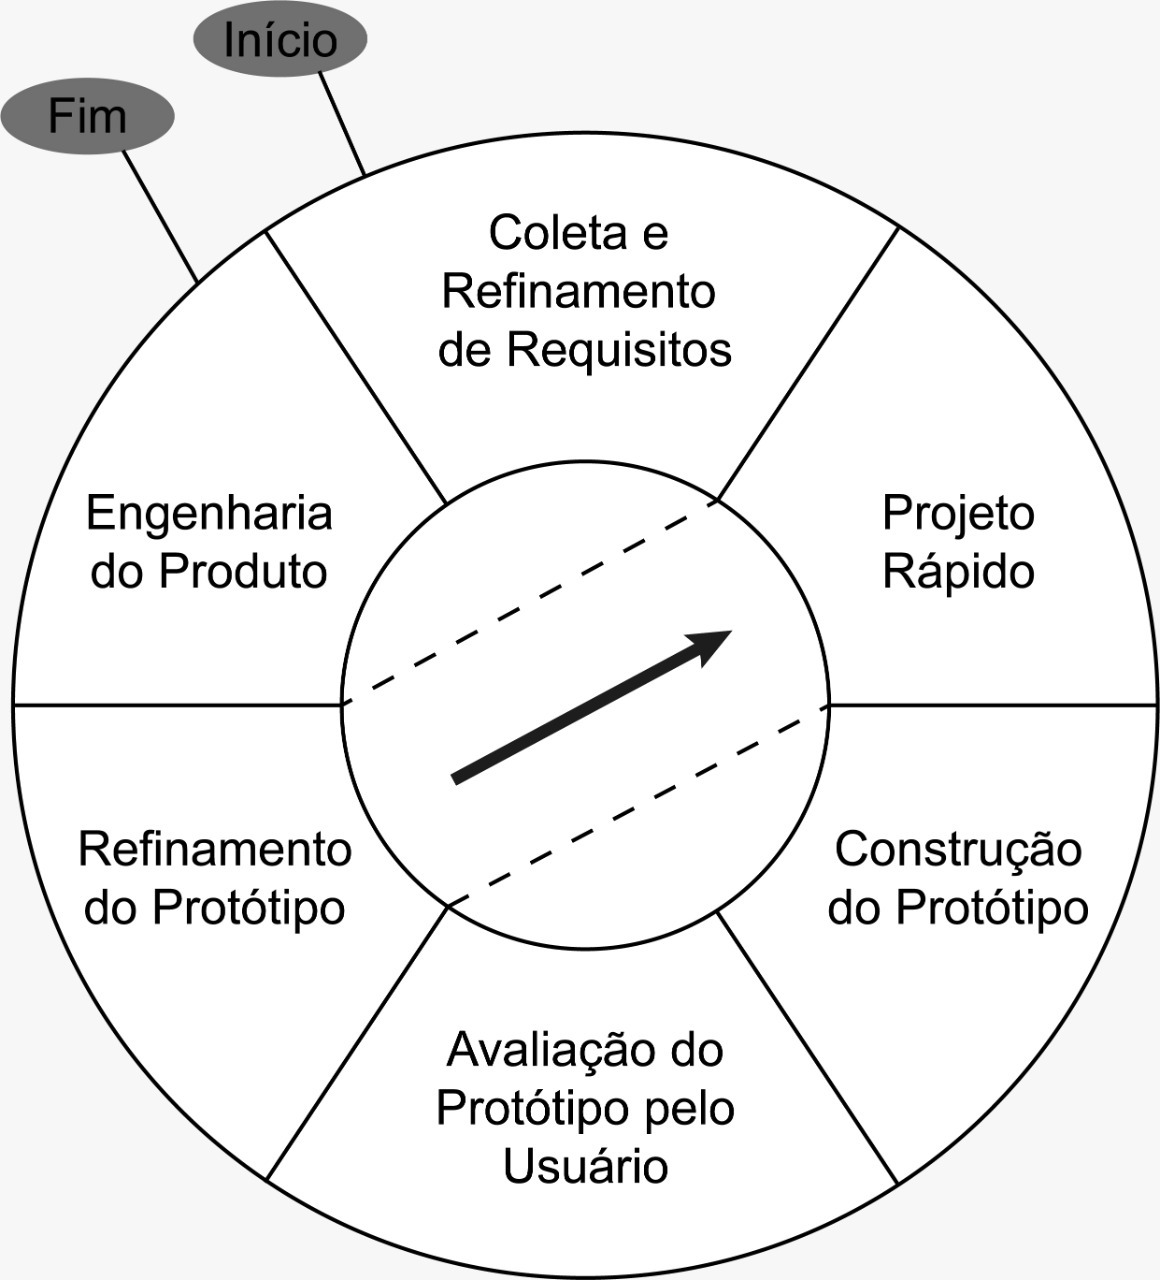 Início
Fim
Coleta e
Refinamento
de Requisitos
Projeto
Rápido
Construção
do Protótipo
Avaliação do
Protótipo pelo
Usuário
Refinamento
do Protótipo
Engenharia
do Produto